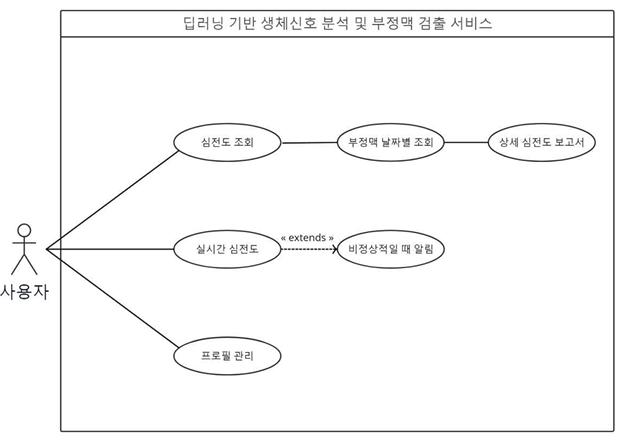 딥러닝 기반 생체신호 분석 및 부정맥 검출 서비스
심전도 조회
부정맥 날짜별 조회
상세 심전도 보고서
사용자
실시간 심전도
« extends »
비정상적일 때 알림
프로필 관리